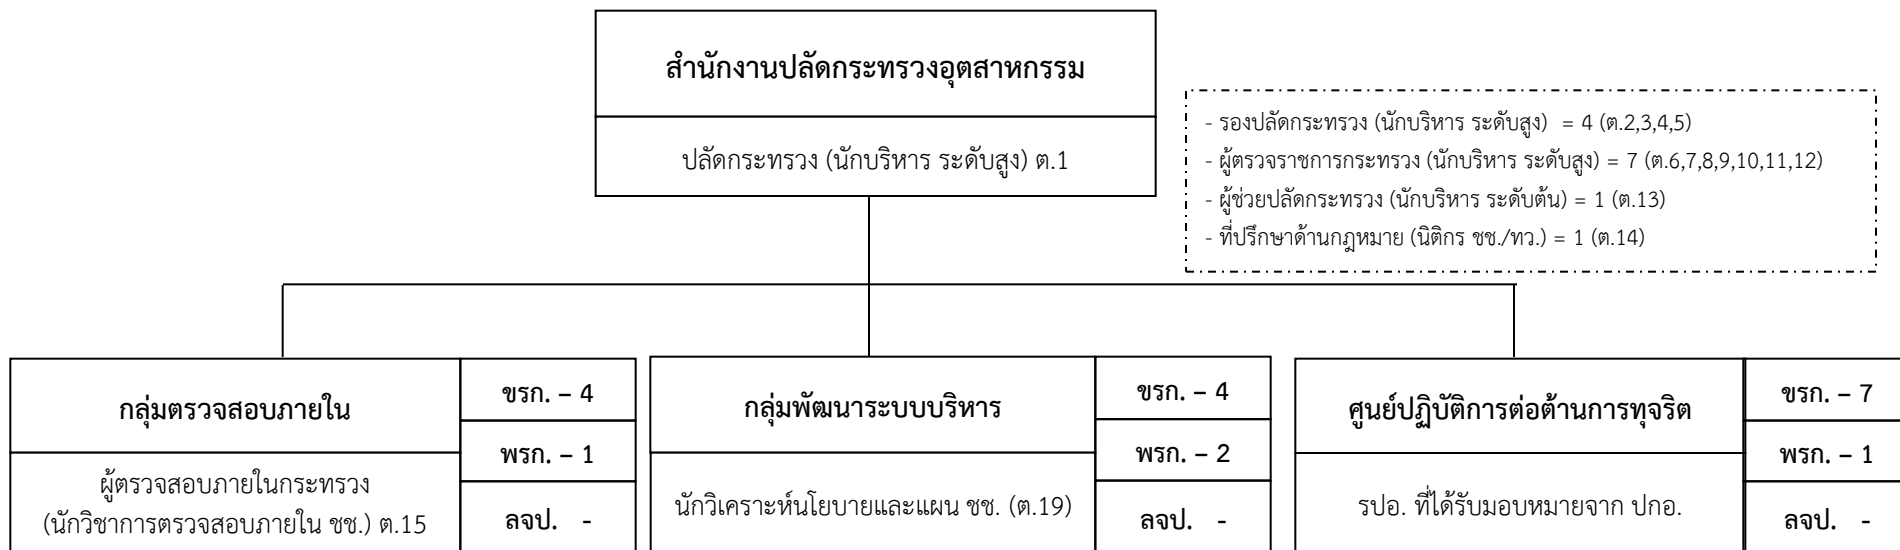 สำนักงานปลัดกระทรวงอุตสาหกรรม
ปลัดกระทรวง (นักบริหาร ระดับสูง) ต.1
- รองปลัดกระทรวง (นักบริหาร ระดับสูง) = 4 (ต.2,3,4,5)
- ผู้ตรวจราชการกระทรวง (นักบริหาร ระดับสูง) = 7 (ต.6,7,8,9,10,11,12)
- ผู้ช่วยปลัดกระทรวง (นักบริหาร ระดับต้น) = 1 (ต.13)
- ที่ปรึกษาด้านกฎหมาย (นิติกร ชช./ทว.) = 1 (ต.14)
กลุ่มตรวจสอบภายใน
ผู้ตรวจสอบภายในกระทรวง
(นักวิชาการตรวจสอบภายใน ชช.) ต.15
ขรก. – 4
พรก. – 1
ลจป. -
กลุ่มพัฒนาระบบบริหาร
นักวิเคราะห์นโยบายและแผน ชช. (ต.19)
ขรก. – 4
พรก. – 2
ลจป. -
ศูนย์ปฏิบัติการต่อต้านการทุจริต
รปอ. ที่ได้รับมอบหมายจาก ปกอ.
ขรก. – 7
พรก. – 1
ลจป. -